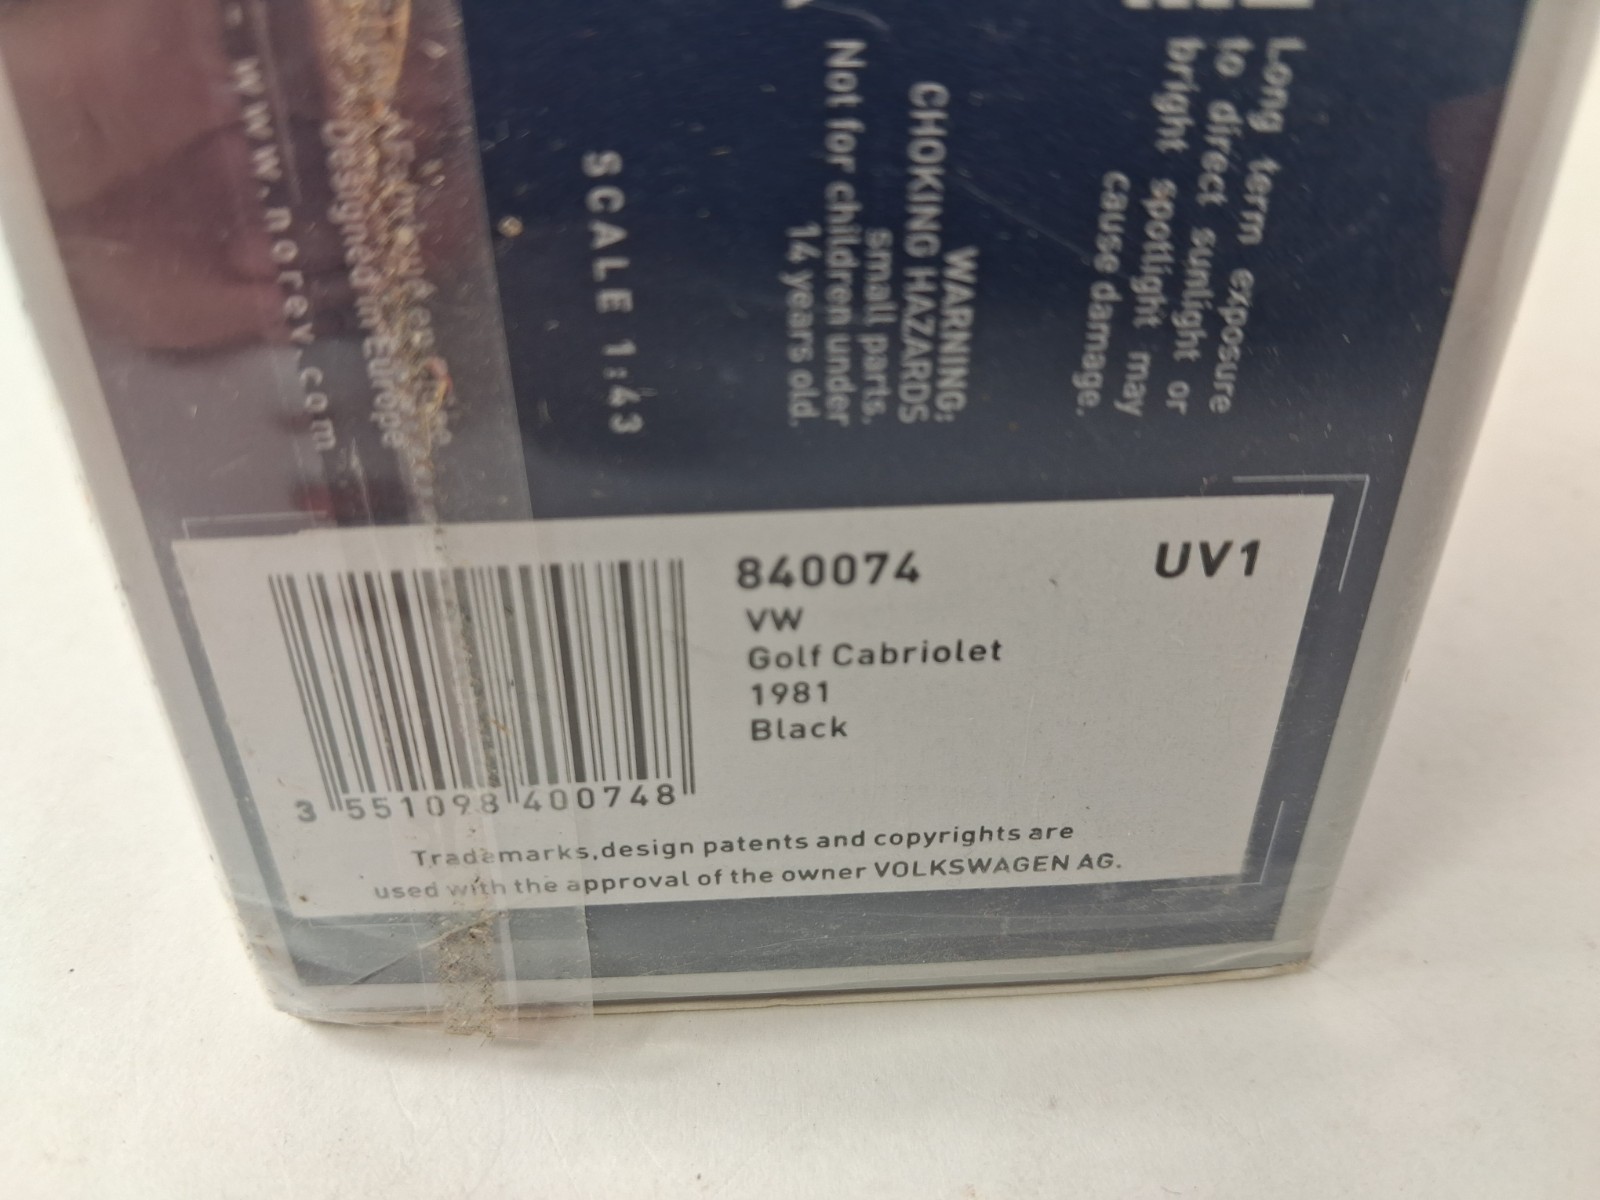 Long term exposure
to direct sunlight or
bright spotlight may
cause damage.
WARNING:
CHOKING HAZARDS
small parts.
Not for children under
14 years old.
SCALE 1:43
Designed in Europe
- www.norev.com
840074
UV1
VW
Golf Cabriolet
1981
Black
3 551098 400748
Trademarks,design patents and copyrights are
used with the approval of the owner VOLKSWAGEN AG.